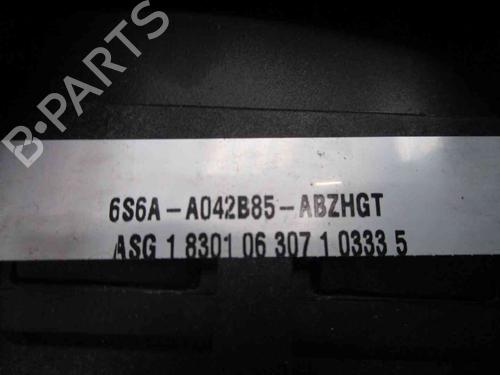 B-PARTS
6S6A-A042B85-ABZHGT
ASG 1 8301 06 307 1 0333 5